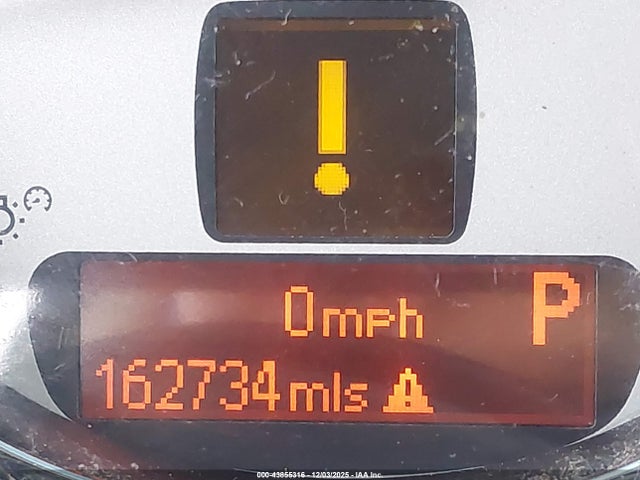 !
0mph P
162734mls
000-43855316 - 12/03/2025 - IAA Inc.